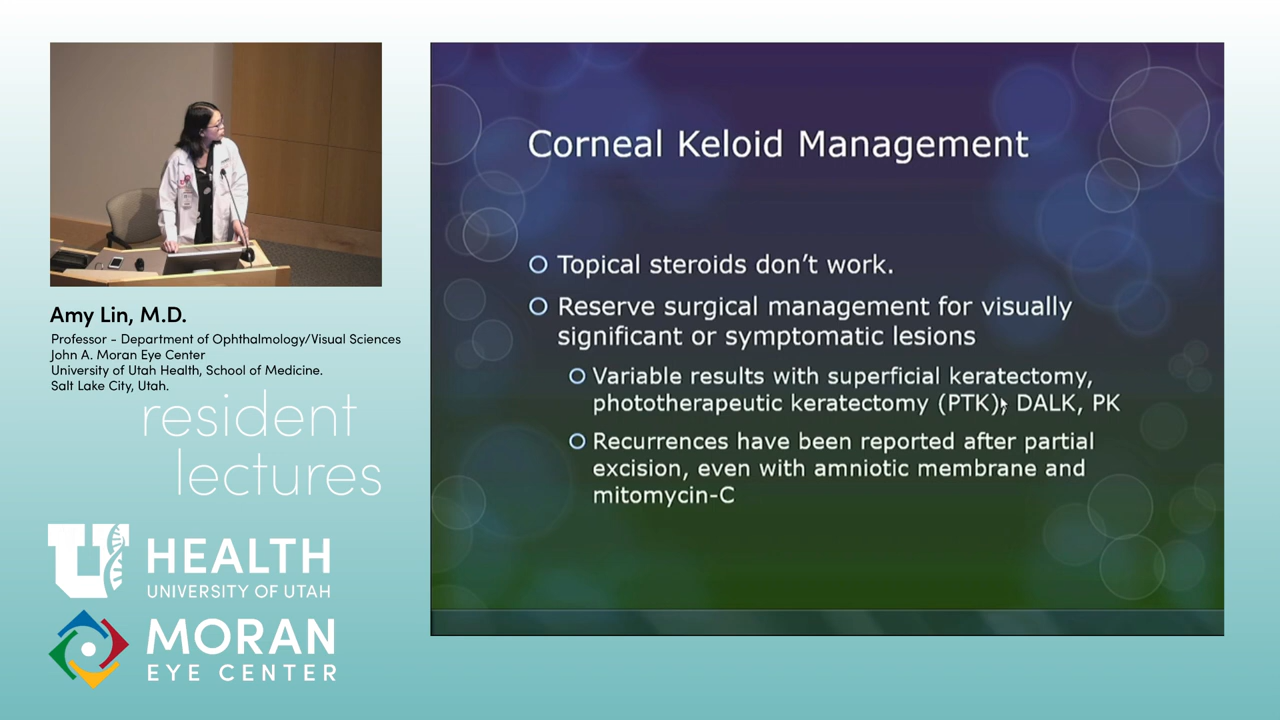 Amy Lin, M.D.
Professor - Department of Ophthalmology/Visual Sciences
John A. Moran Eye Center
University of Utah Health, School of Medicine.
Salt Lake City, Utah.
resident
lectures
U HEALTH
UNIVERSITY OF UTAH
MORAN
EYE CENTER
Corneal Keloid Management
Topical steroids don't work.
Reserve surgical management for visually
significant or symptomatic lesions
Variable results with superficial keratectomy,
phototherapeutic keratectomy (PTK), DALK, PK
Recurrences have been reported after partial
excision, even with amniotic membrane and
mitomycin-C